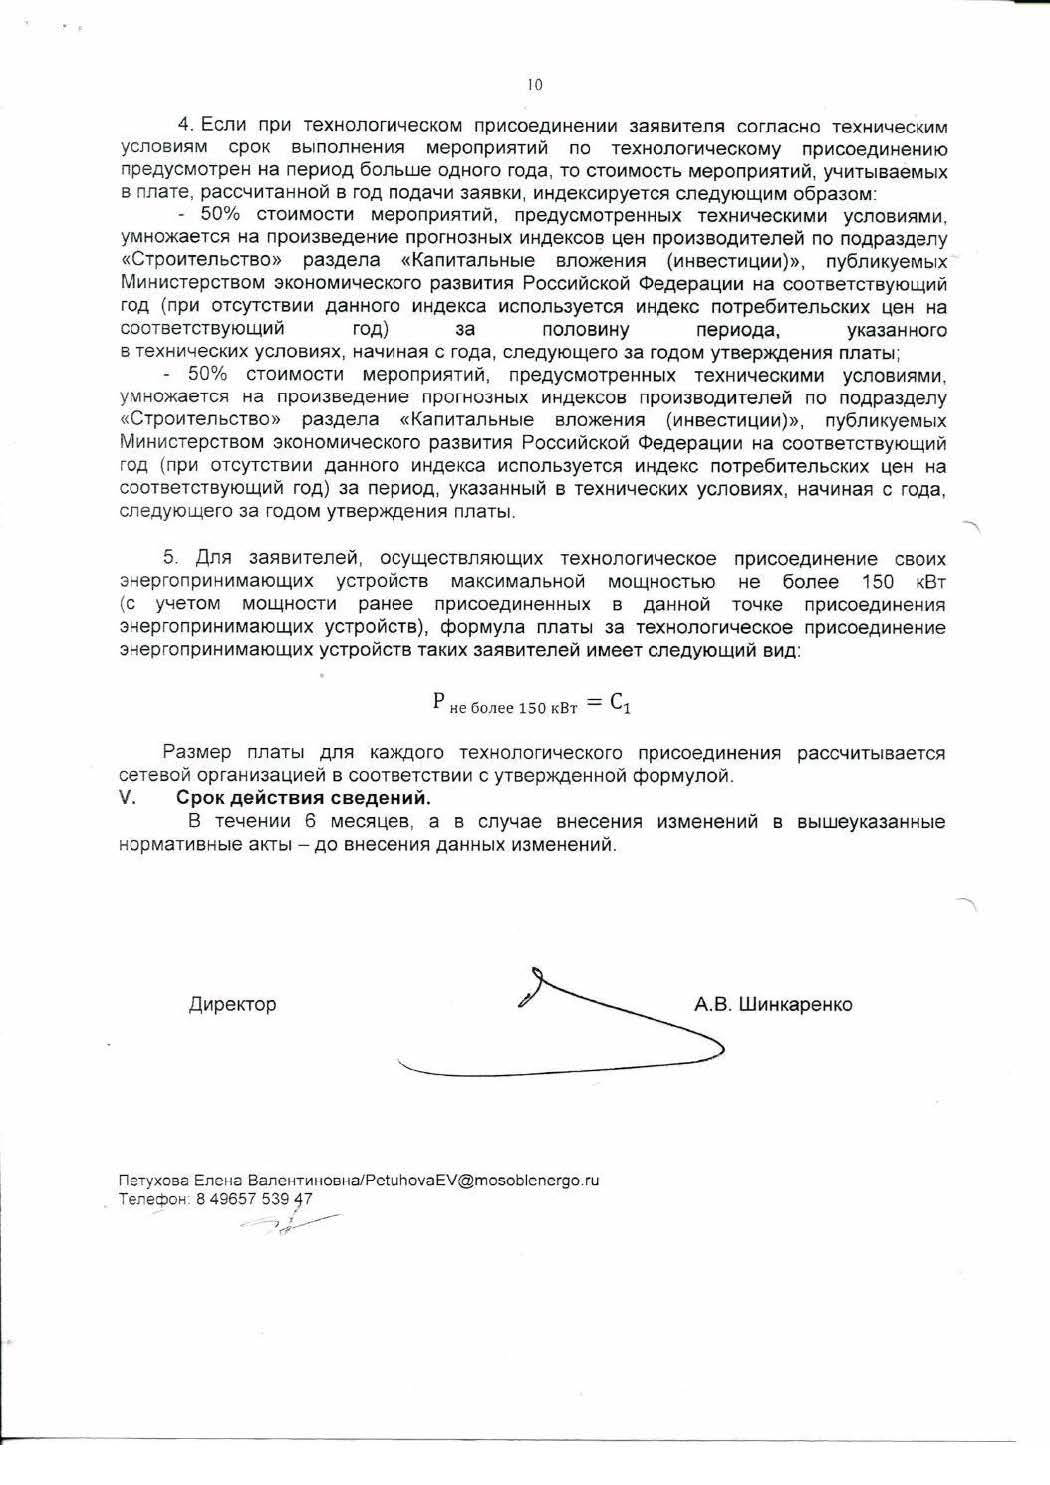 10
4. Если при технологическом присоединении заявителя согласно техническим
условиям срок выполнения мероприятий по технологическому присоединению
предусмотрен на период больше одного года, то стоимость мероприятий, учитываемых
в плате, рассчитанной в год подачи заявки, индексируется следующим образом:
- 50% стоимости мероприятий, предусмотренных техническими условиями,
умножается на произведение прогнозных индексов цен производителей по подразделу
«Строительство» раздела «Капитальные вложения (инвестиции)», публикуемых
Министерством экономического развития Российской Федерации на соответствующий
год (при отсутствии данного индекса используется индекс потребительских цен на
соответствующий год) за половину периода, указанного
в технических условиях, начиная с года, следующего за годом утверждения платы;
- 50% стоимости мероприятий, предусмотренных техническими условиями,
умножается на произведение прогнозных индексов производителей по подразделу
«Строительство» раздела «Капитальные вложения (инвестиции)», публикуемых
Министерством экономического развития Российской Федерации на соответствующий
год (при отсутствии данного индекса используется индекс потребительских цен на
соответствующий год) за период, указанный в технических условиях, начиная с года,
следующего за годом утверждения платы.
5. Для заявителей, осуществляющих технологическое присоединение своих
энергопринимающих устройств максимальной мощностью не более 150 кВт
(с учетом мощности ранее присоединенных в данной точке присоединения
энергопринимающих устройств), формула платы за технологическое присоединение
энергопринимающих устройств таких заявителей имеет следующий вид:
P не более 150 кВт = C1
Размер платы для каждого технологического присоединения рассчитывается
сетевой организацией в соответствии с утвержденной формулой.
V. Срок действия сведений.
В течении 6 месяцев, а в случае внесения изменений в вышеуказанные
нормативные акты – до внесения данных изменений.
Директор А.В. Шинкаренко
Петухова Елена Валентиновна/PetuhovaEV@mosoblenergo.ru
Телефон: 8 49657 539 47